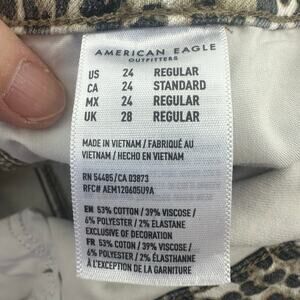 AMERICAN EAGLE
OUTFITTERS
US 24 REGULAR
CA 24 STANDARD
MX 24 REGULAR
UK 28 REGULAR
MADE IN VIETNAM / FABRIQUÉ AU
VIETNAM / HECHO EN VIETNAM
RN 54485/CA 03873
RFC# AEM120605U9A
EN 53% COTTON / 39% VISCOSE /
6% POLYESTER / 2% ELASTANE
EXCLUSIVE OF DECORATION
FR 53% COTON / 39% VISCOSE /
6% POLYESTER / 2% ÉLASTHANNE
À L'EXCEPTION DE LA GARNITURE